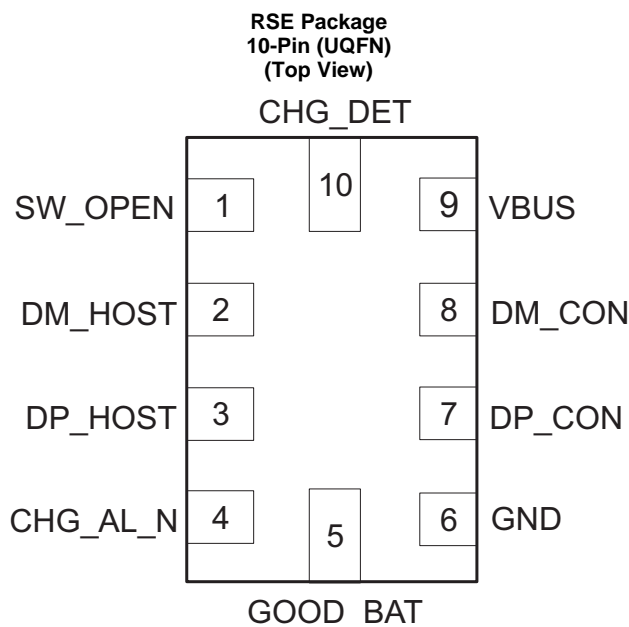 RSE Package
10-Pin (UQFN)
(Top View)
CHG_DET
SW_OPEN 1 10 9 VBUS
DM_HOST 2 8 DM_CON
DP_HOST 3 7 DP_CON
CHG_AL_N 4 5 6 GND
GOOD_BAT